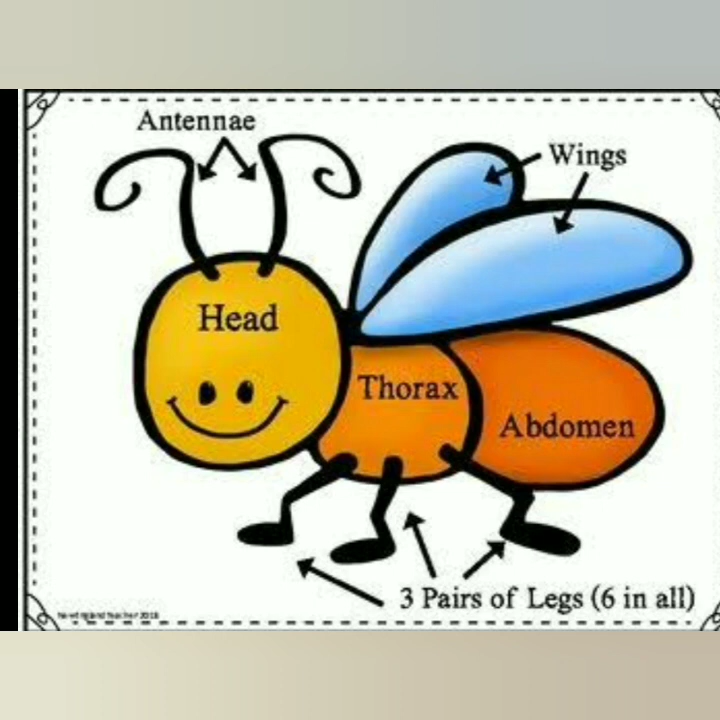 Antennae
Wings
Head
Thorax
Abdomen
3 Pairs of Legs (6 in all)